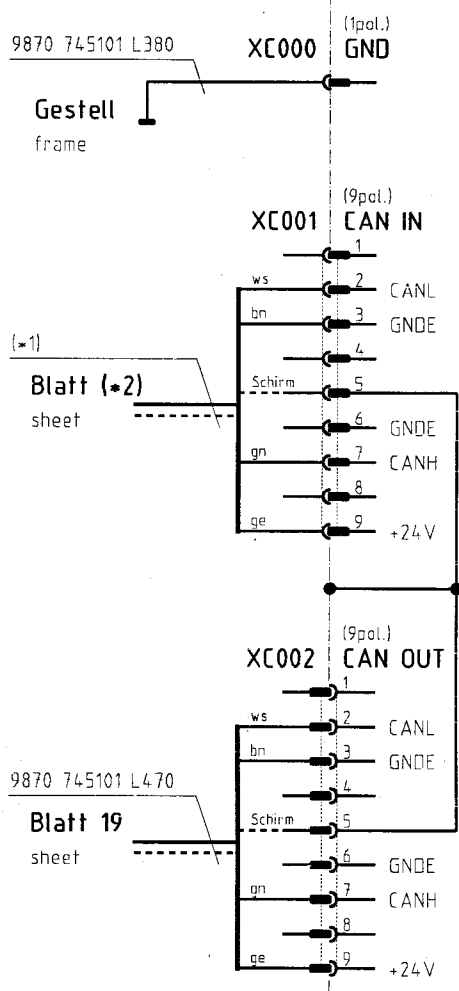 (1pol.)
9870 745101 L380 XC000 GND
Gestell
frame
(9pol.)
XC001 CAN IN
1
ws 2 CANL
bn 3 GNDE
(*1)
4
Blatt (*2)
Schirm 5
sheet
6 GNDE
gn 7 CANH
8
ge 9 +24V
(9pol.)
XC002 CAN OUT
1
ws 2 CANL
bn 3 GNDE
9870 745101 L470
4
Blatt 19
Schirm 5
sheet
6 GNDE
gn 7 CANH
8
ge 9 +24V